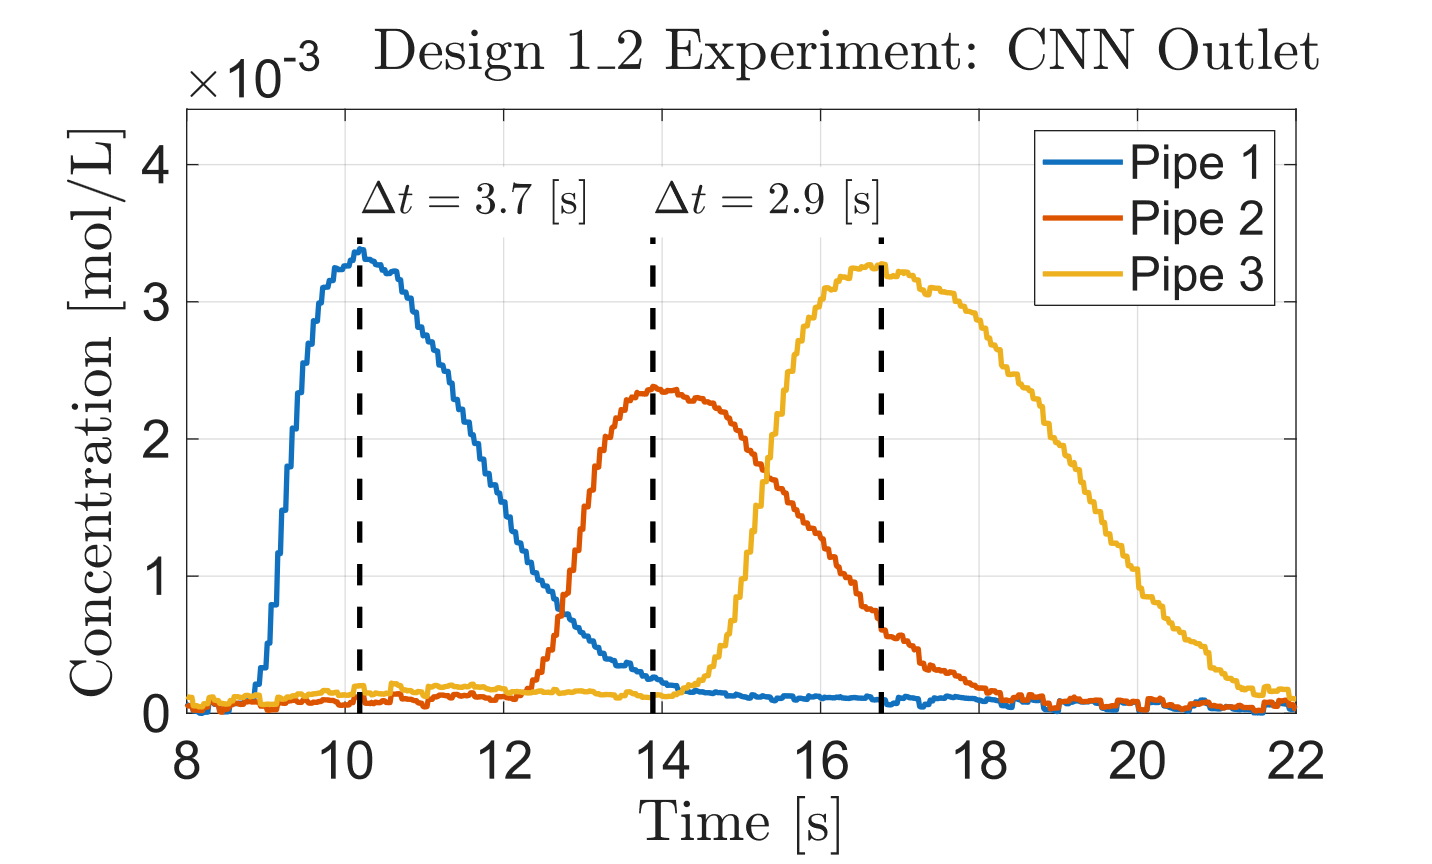 Design 1_2 Experiment: CNN Outlet
×10-3
Concentration [mol/L]
4
3
2
1
0
Δt = 3.7 [s]
Δt = 2.9 [s]
Pipe 1
Pipe 2
Pipe 3
8 10 12 14 16 18 20 22
Time [s]